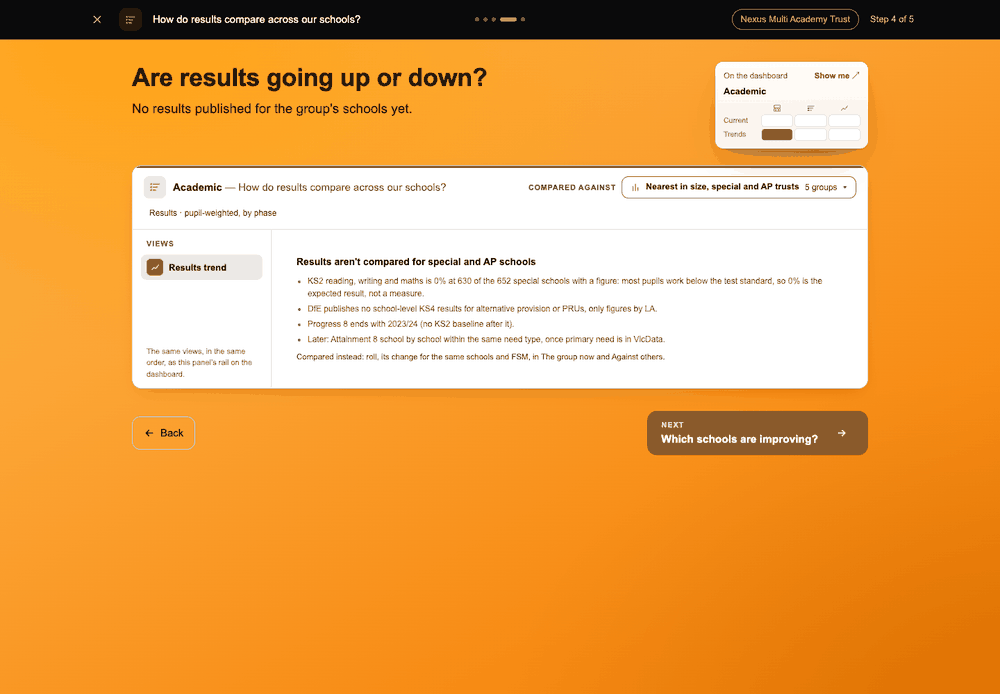 How do results compare across our schools?
Nexus Multi Academy Trust
Step 4 of 5
Are results going up or down?
No results published for the group's schools yet.
On the dashboard
Show me
Academic
Current
Trends
Academic — How do results compare across our schools?
COMPARED AGAINST
Nearest in size, special and AP trusts 5 groups
Results · pupil-weighted, by phase
VIEWS
Results trend
The same views, in the same
order, as this panel's rail on the
dashboard.
Results aren't compared for special and AP schools
• KS2 reading, writing and maths is 0% at 630 of the 652 special schools with a figure: most pupils work below the test standard, so 0% is the
expected result, not a measure.
• DfE publishes no school-level KS4 results for alternative provision or PRUs, only figures by LA.
• Progress 8 ends with 2023/24 (no KS2 baseline after it).
• Later: Attainment 8 school by school within the same need type, once primary need is in VicData.
Compared instead: roll, its change for the same schools and FSM, in The group now and Against others.
← Back
NEXT
Which schools are improving? →